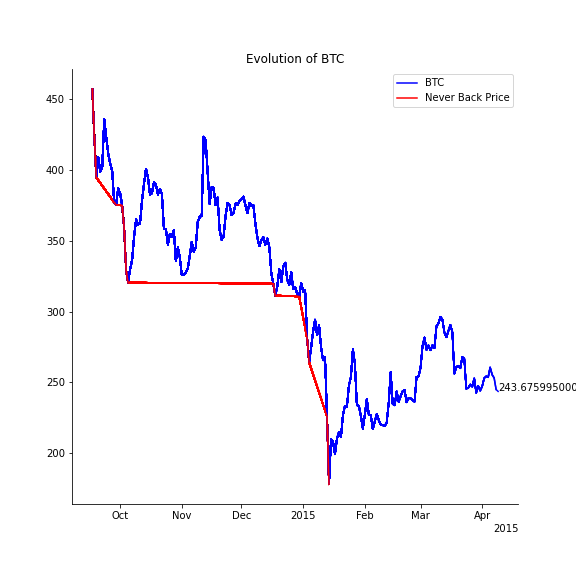 Evolution of BTC
BTC
Never Back Price
450
400
350
300
250
200
243.675995000
Oct
Nov
Dec
2015
Feb
Mar
Apr
2015